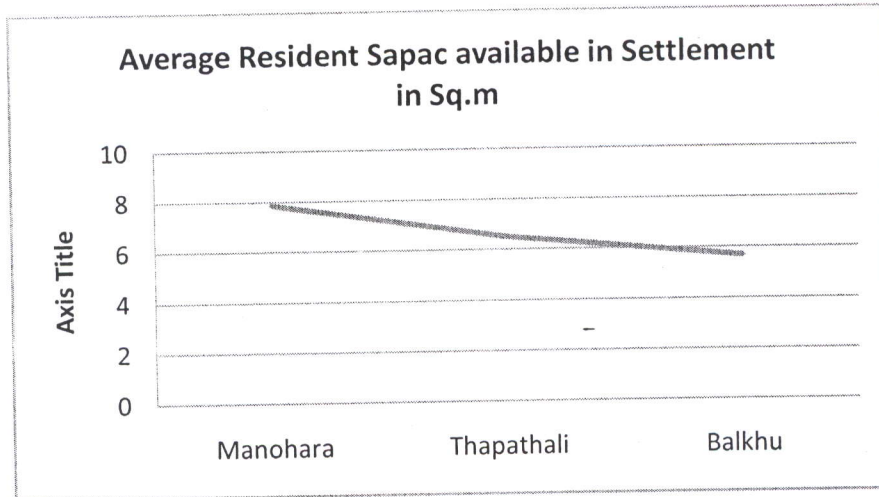 Average Resident Sapac available in Settlement
in Sq.m
Axis Title
10
8
6
4
2
0
Manohara
Thapathali
Balkhu